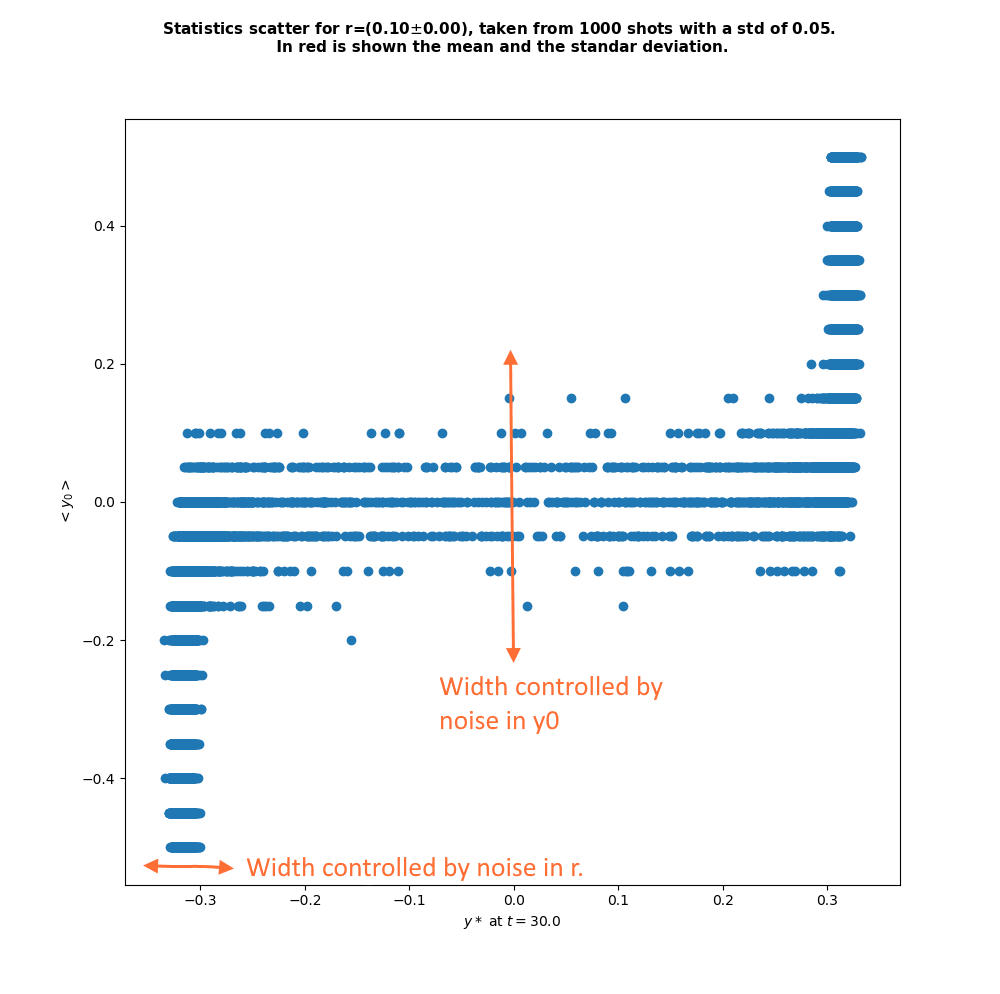 Statistics scatter for r=(0.10±0.00), taken from 1000 shots with a std of 0.05.
In red is shown the mean and the standar deviation.
0.4
0.2
0.0
−0.2
−0.4
< y₀ >
Width controlled by
noise in y0
Width controlled by noise in r.
−0.3 −0.2 −0.1 0.0 0.1 0.2 0.3
y* at t = 30.0